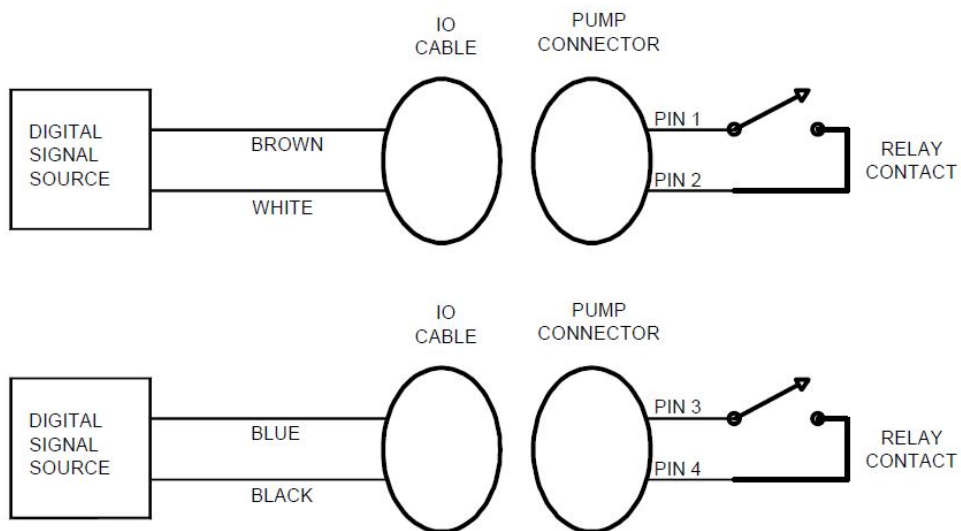 IO
CABLE
PUMP
CONNECTOR
DIGITAL
SIGNAL
SOURCE
BROWN
WHITE
PIN 1
PIN 2
RELAY
CONTACT
IO
CABLE
PUMP
CONNECTOR
DIGITAL
SIGNAL
SOURCE
BLUE
BLACK
PIN 3
PIN 4
RELAY
CONTACT